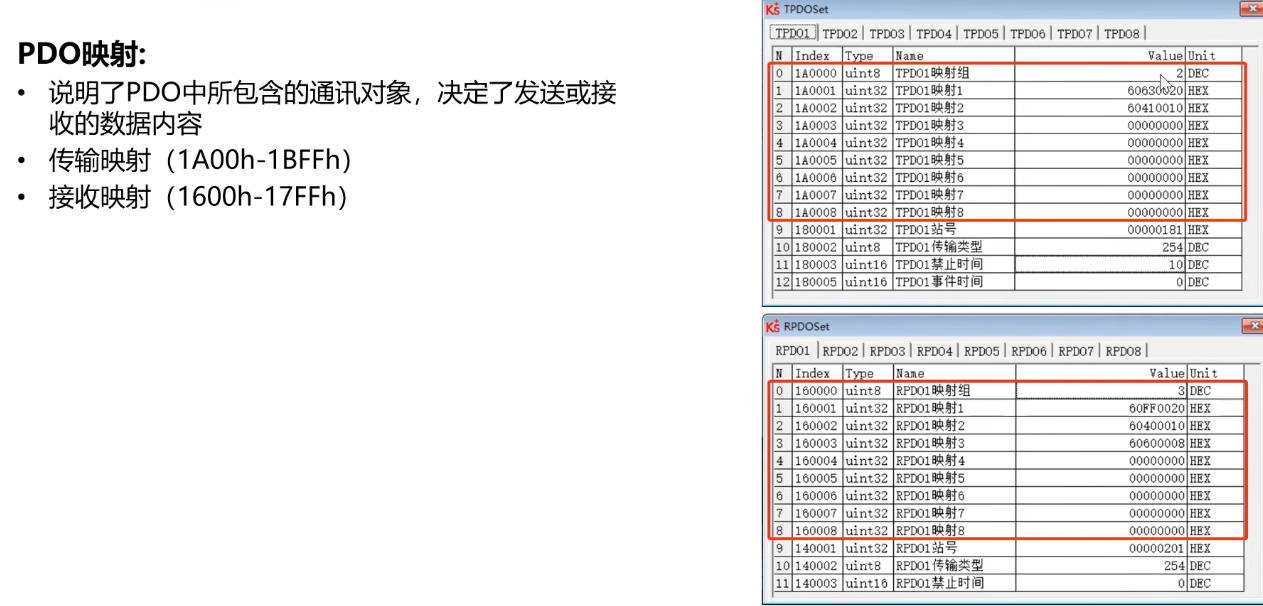 PDO映射:
• 说明了PDO中所包含的通讯对象，决定了发送或接
收的数据内容
• 传输映射（1A00h-1BFFh）
• 接收映射（1600h-17FFh）
TPDOSet
TPDO1 TPDO2 TPDO3 TPDO4 TPDO5 TPDO6 TPDO7 TPDO8
N Index Type Name Value Unit
0 1A0000 uint8 TPDO1映射组 2 DEC
1 1A0001 uint32 TPDO1映射1 60630020 HEX
2 1A0002 uint32 TPDO1映射2 60410010 HEX
3 1A0003 uint32 TPDO1映射3 00000000 HEX
4 1A0004 uint32 TPDO1映射4 00000000 HEX
5 1A0005 uint32 TPDO1映射5 00000000 HEX
6 1A0006 uint32 TPDO1映射6 00000000 HEX
7 1A0007 uint32 TPDO1映射7 00000000 HEX
8 1A0008 uint32 TPDO1映射8 00000000 HEX
9 180001 uint32 TPDO1站号 00000181 HEX
10 180002 uint8 TPDO1传输类型 254 DEC
11 180003 uint16 TPDO1禁止时间 10 DEC
12 180005 uint16 TPDO1事件时间 0 DEC
RPDOSet
RPDO1 RPDO2 RPDO3 RPDO4 RPDO5 RPDO6 RPDO7 RPDO8
N Index Type Name Value Unit
0 160000 uint8 RPDO1映射组 3 DEC
1 160001 uint32 RPDO1映射1 60FF0020 HEX
2 160002 uint32 RPDO1映射2 60400010 HEX
3 160003 uint32 RPDO1映射3 60600008 HEX
4 160004 uint32 RPDO1映射4 00000000 HEX
5 160005 uint32 RPDO1映射5 00000000 HEX
6 160006 uint32 RPDO1映射6 00000000 HEX
7 160007 uint32 RPDO1映射7 00000000 HEX
8 160008 uint32 RPDO1映射8 00000000 HEX
9 140001 uint32 RPDO1站号 00000201 HEX
10 140002 uint8 RPDO1传输类型 254 DEC
11 140003 uint16 RPDO1禁止时间 0 DEC